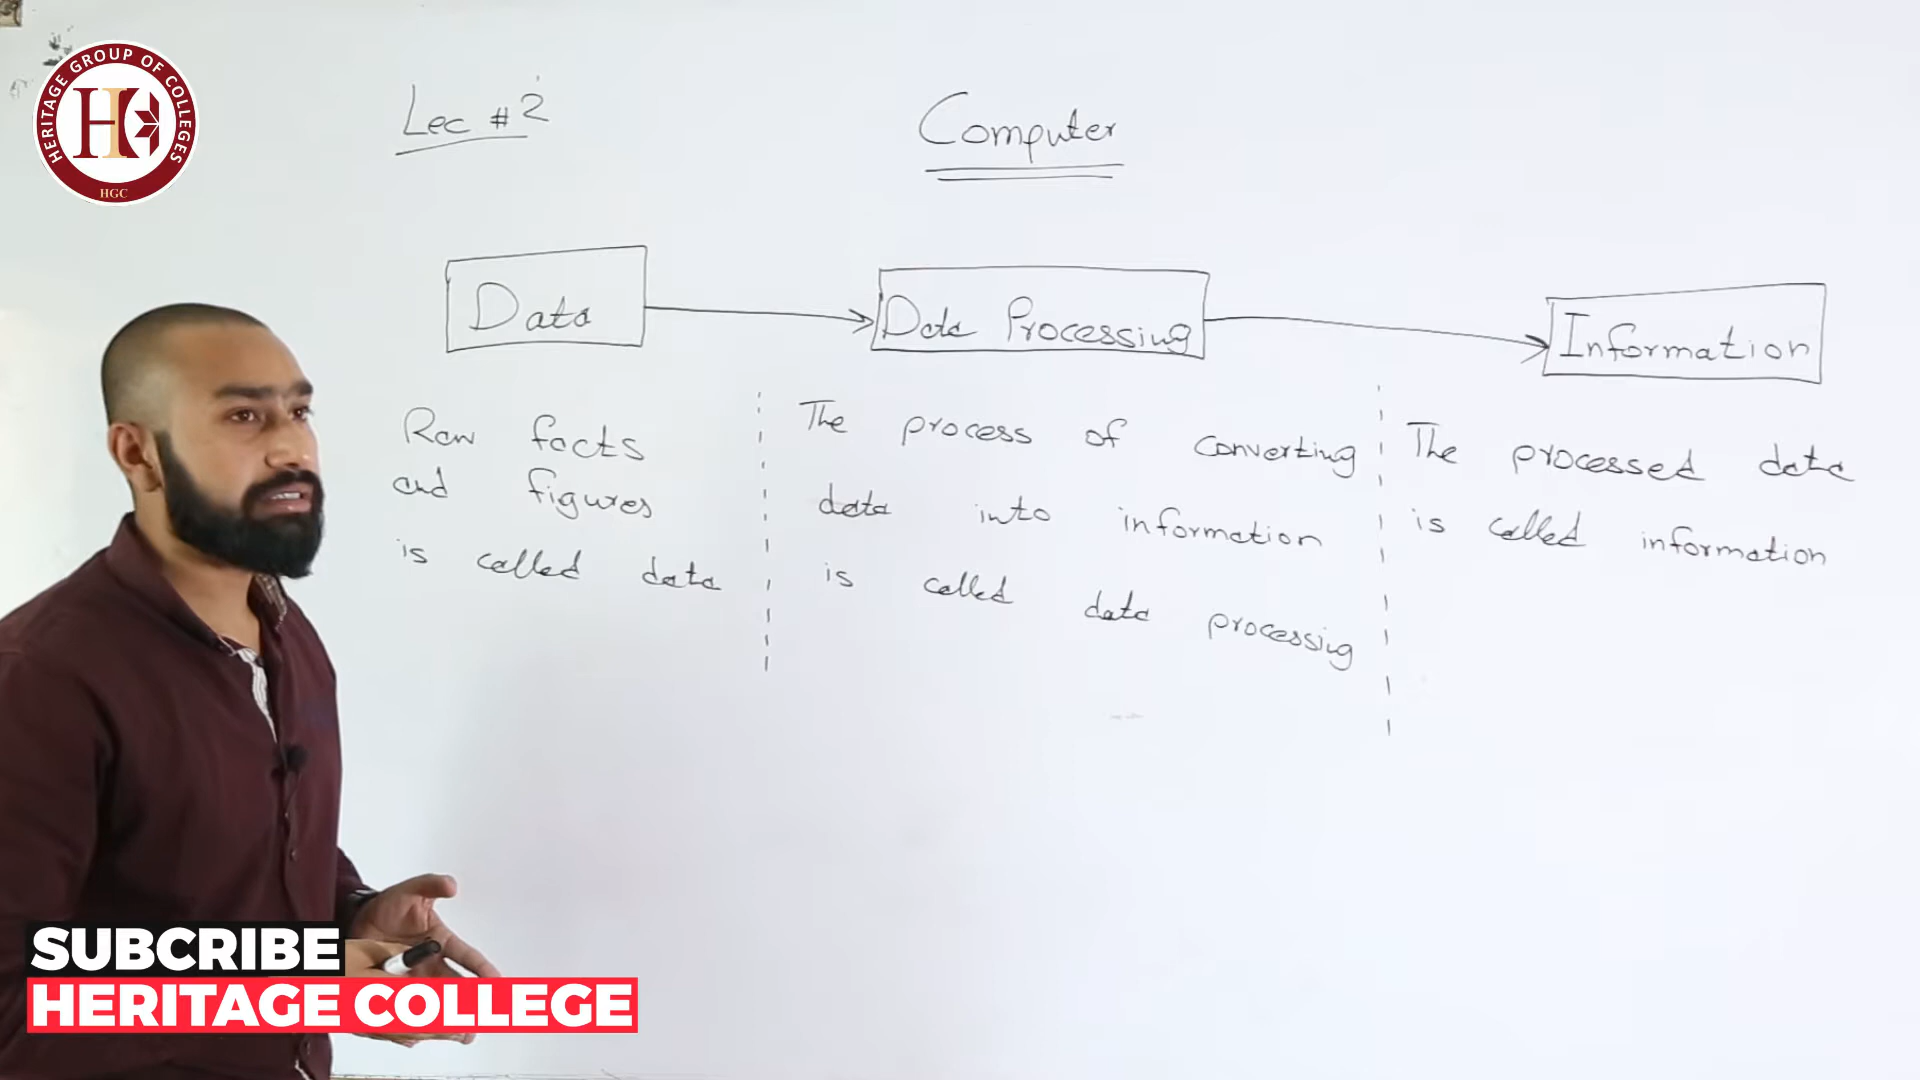 HERITAGE GROUP OF COLLEGES
H
HGC
Lec # 2
Computer
Data
Data Processing
Information
Raw facts
and figures
is called data
The process of converting
data into information
is called data processing
The processed data
is called information
SUBCRIBE
HERITAGE COLLEGE